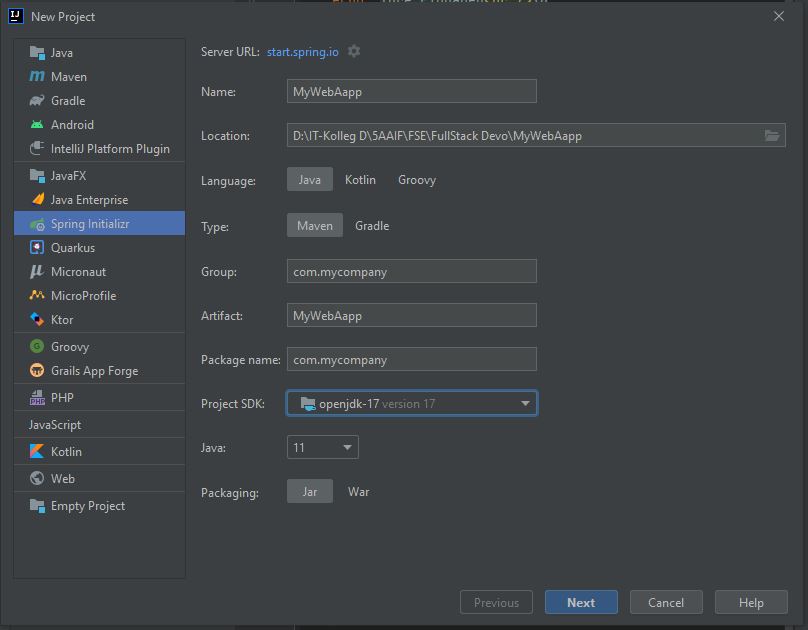 New Project
Java
Maven
Gradle
Android
IntelliJ Platform Plugin
JavaFX
Java Enterprise
Spring Initializr
Quarkus
Micronaut
MicroProfile
Ktor
Groovy
Grails App Forge
PHP
JavaScript
Kotlin
Web
Empty Project
Server URL: start.spring.io
Name: MyWebAapp
Location: D:\IT-Kolleg D\5AAIF\FSE\FullStack Devo\MyWebAapp
Language: Java Kotlin Groovy
Type: Maven Gradle
Group: com.mycompany
Artifact: MyWebAapp
Package name: com.mycompany
Project SDK: openjdk-17 version 17
Java: 11
Packaging: Jar War
Previous Next Cancel Help